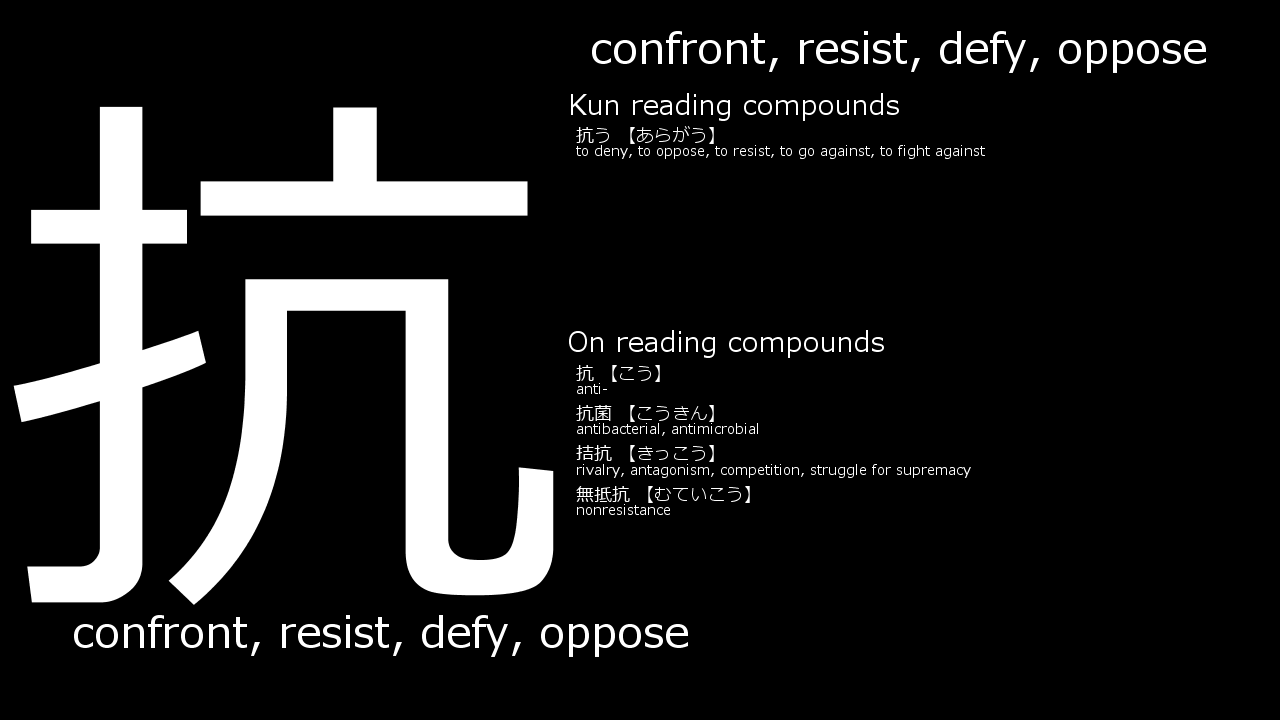 抗
confront, resist, defy, oppose
confront, resist, defy, oppose
Kun reading compounds
抗う 【あらがう】
to deny, to oppose, to resist, to go against, to fight against
On reading compounds
抗 【こう】
anti-
抗菌 【こうきん】
antibacterial, antimicrobial
拮抗 【きっこう】
rivalry, antagonism, competition, struggle for supremacy
無抵抗 【むていこう】
nonresistance